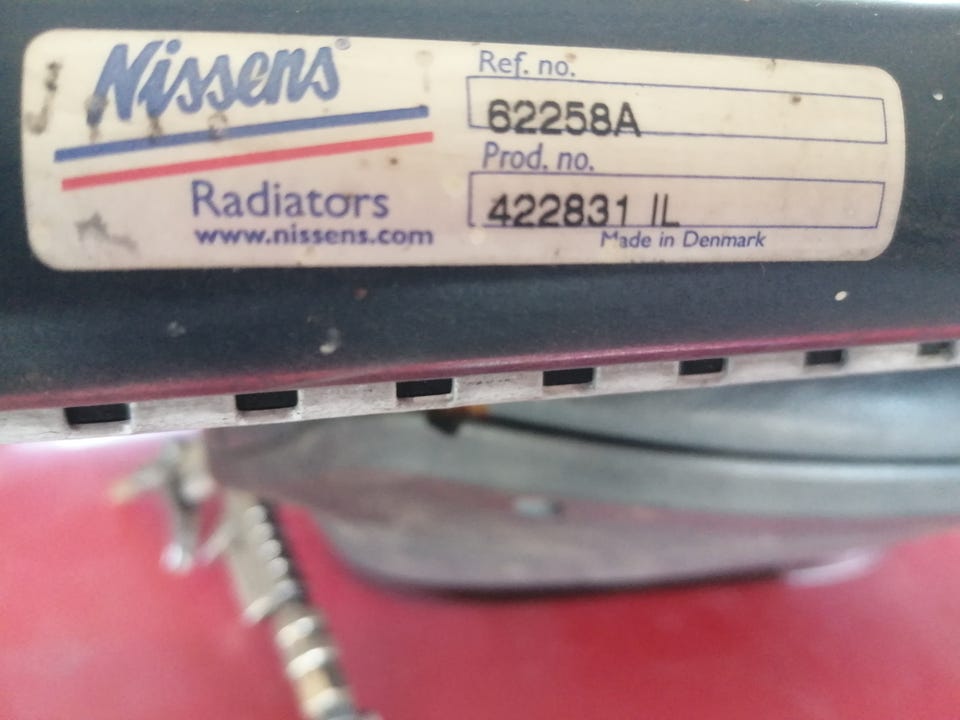 Nissens®
Radiators
www.nissens.com
Ref. no.
62258A
Prod. no.
422831 IL
Made in Denmark